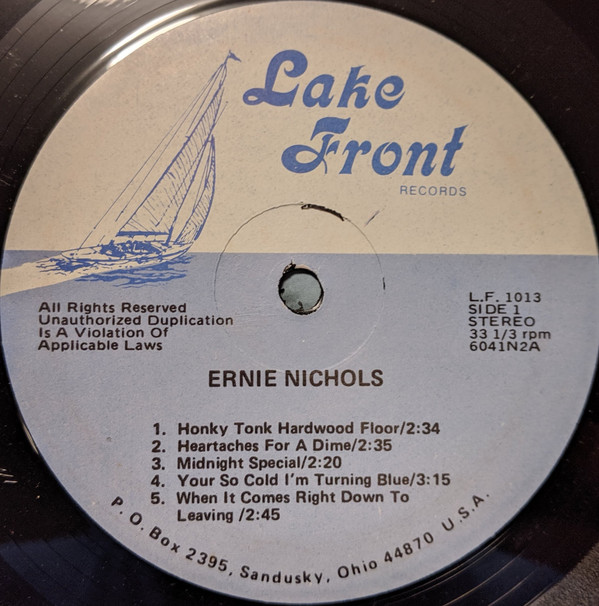 Lake
Front
RECORDS
All Rights Reserved
Unauthorized Duplication
Is A Violation Of
Applicable Laws
L.F. 1013
SIDE 1
STEREO
33 1/3 rpm
6041N2A
ERNIE NICHOLS
1. Honky Tonk Hardwood Floor/2:34
2. Heartaches For A Dime/2:35
3. Midnight Special/2:20
4. Your So Cold I'm Turning Blue/3:15
5. When It Comes Right Down To
Leaving /2:45
P. O. Box 2395, Sandusky, Ohio 44870 U.S.A.